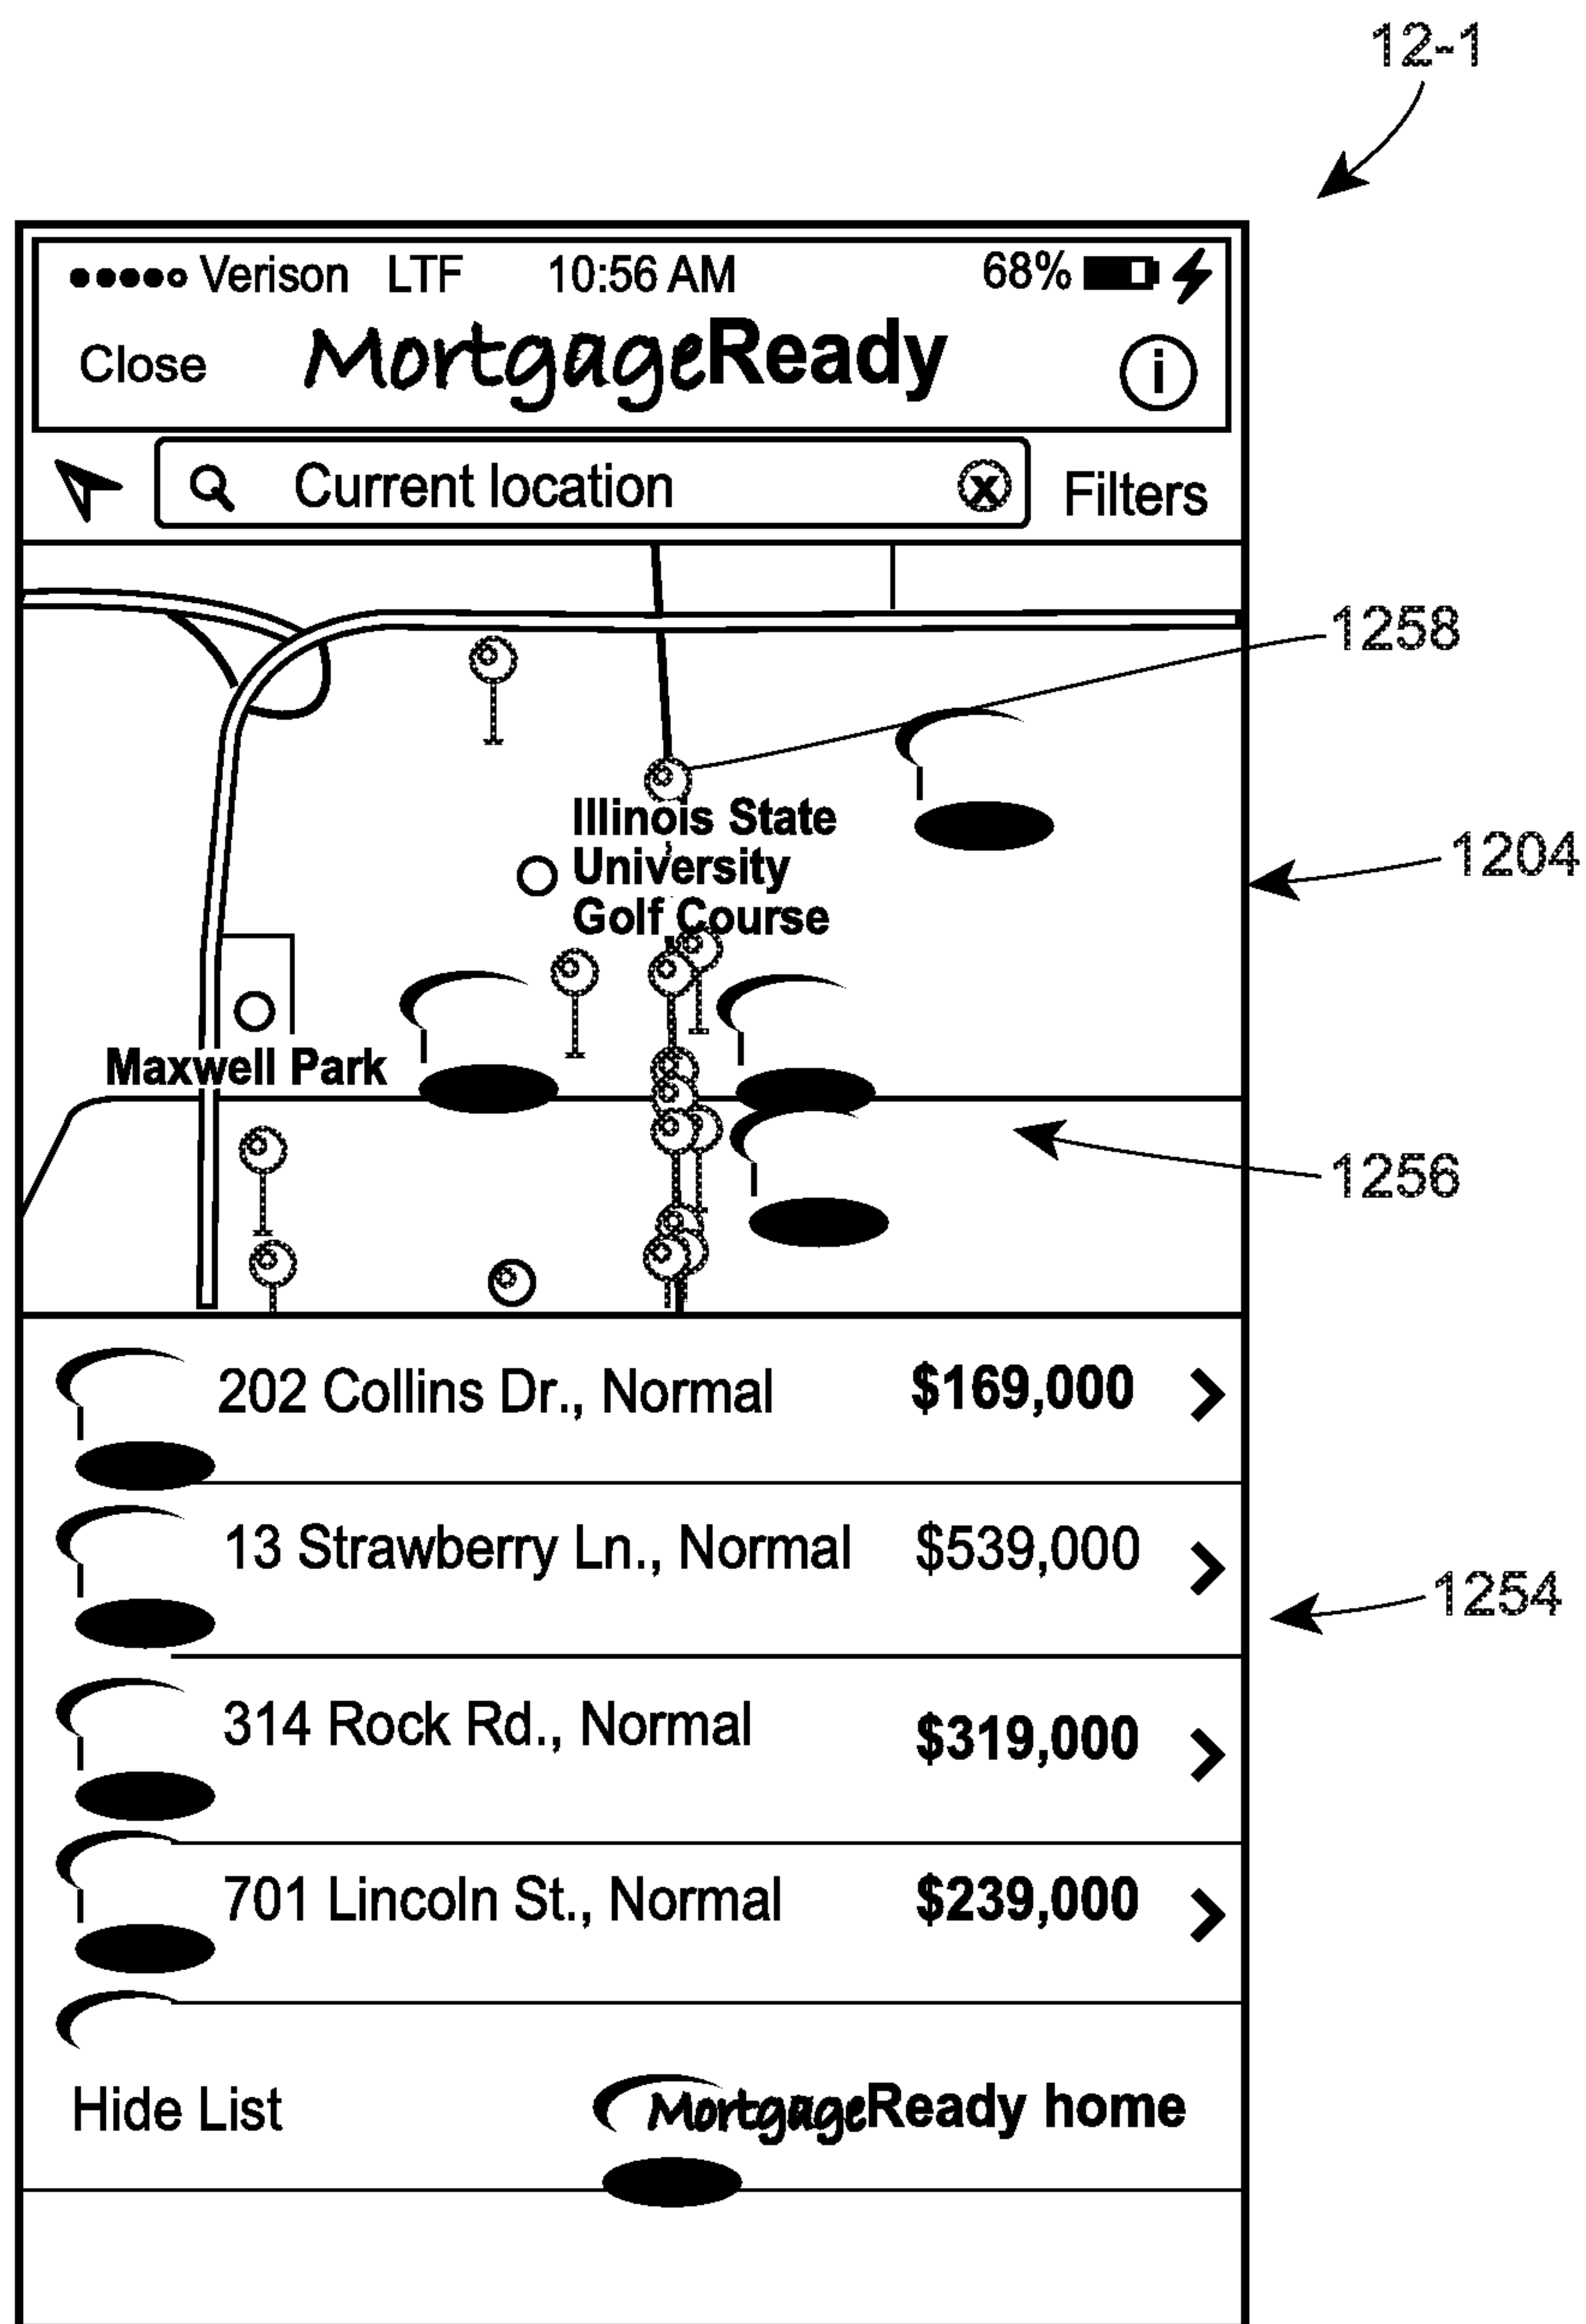 12-1
Verison LTF 10:56 AM 68%
Close MortgageReady i
Current location x Filters
1258
Illinois State
University
Golf Course
1204
Maxwell Park
1256
202 Collins Dr., Normal $169,000
13 Strawberry Ln., Normal $539,000
1254
314 Rock Rd., Normal $319,000
701 Lincoln St., Normal $239,000
Hide List MortgageReady home